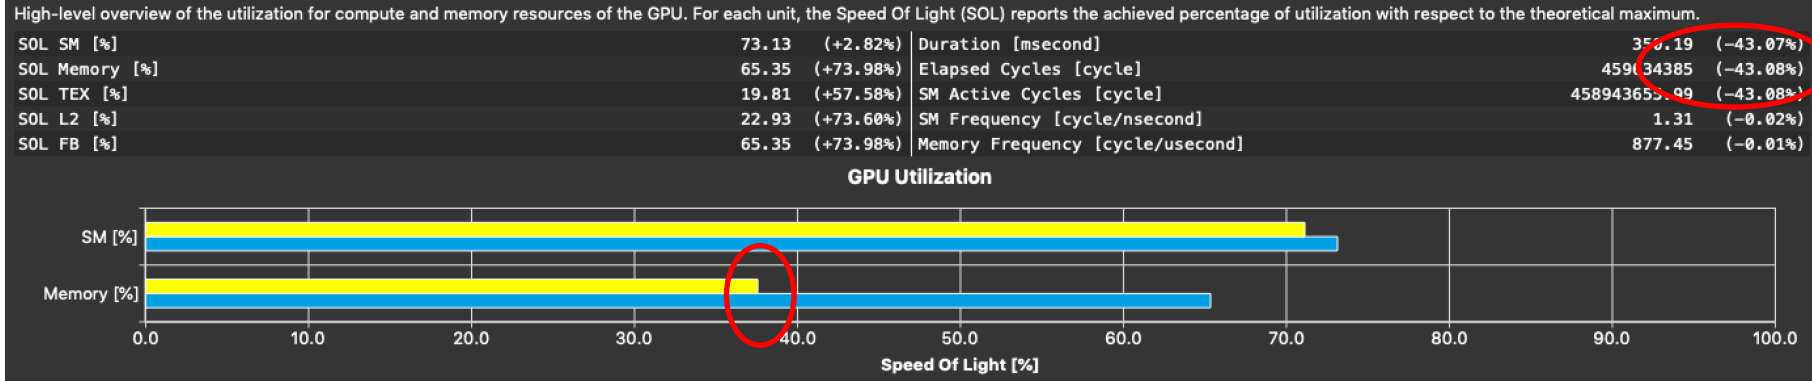 High-level overview of the utilization for compute and memory resources of the GPU. For each unit, the Speed Of Light (SOL) reports the achieved percentage of utilization with respect to the theoretical maximum.
SOL SM [%] 73.13 (+2.82%) Duration [msecond] 350.19 (-43.07%)
SOL Memory [%] 65.35 (+73.98%) Elapsed Cycles [cycle] 459634385 (-43.08%)
SOL TEX [%] 19.81 (+57.58%) SM Active Cycles [cycle] 458943655.99 (-43.08%)
SOL L2 [%] 22.93 (+73.60%) SM Frequency [cycle/nsecond] 1.31 (-0.02%)
SOL FB [%] 65.35 (+73.98%) Memory Frequency [cycle/usecond] 877.45 (-0.01%)
GPU Utilization
SM [%]
Memory [%]
0.0 10.0 20.0 30.0 40.0 50.0 60.0 70.0 80.0 90.0 100.0
Speed Of Light [%]